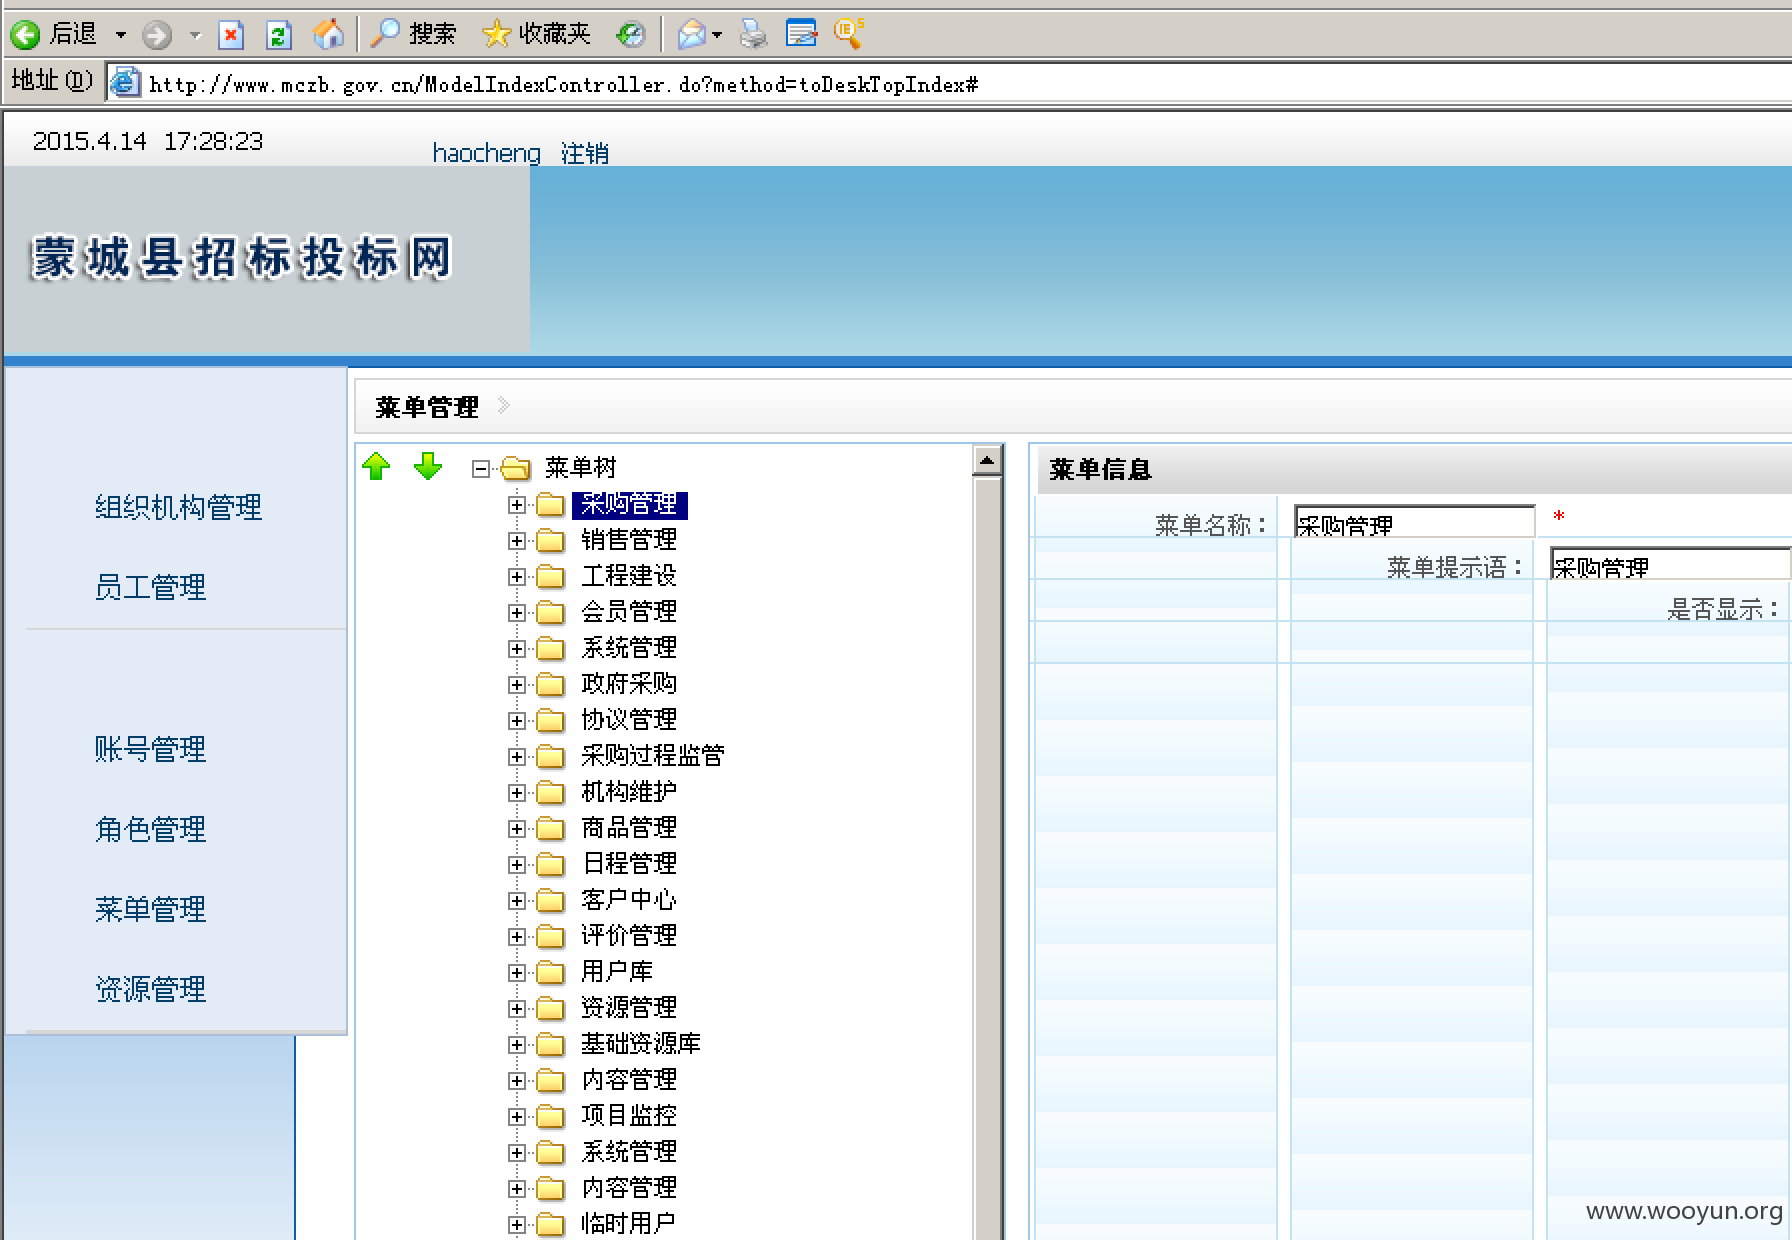 后退 搜索 收藏夹
地址(D) http://www.mczb.gov.cn/ModelIndexController.do?method=toDeskTopIndex#
2015.4.14 17:28:23 haocheng 注销
蒙城县招标投标网
组织机构管理
员工管理
账号管理
角色管理
菜单管理
资源管理
菜单管理
菜单树
采购管理
销售管理
工程建设
会员管理
系统管理
政府采购
协议管理
采购过程监管
机构维护
商品管理
日程管理
客户中心
评价管理
用户库
资源管理
基础资源库
内容管理
项目监控
系统管理
内容管理
临时用户
菜单信息
菜单名称： 采购管理 *
菜单提示语： 采购管理
是否显示：
www.wooyun.org